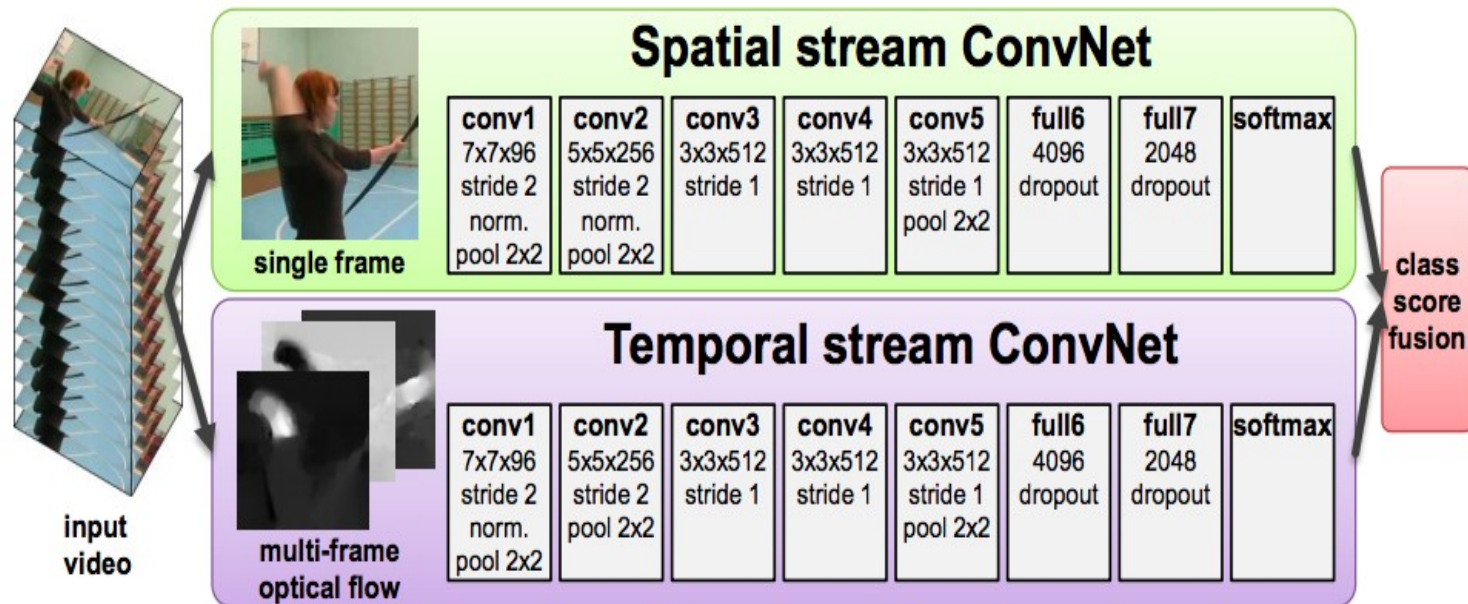 Spatial stream ConvNet
conv1
7x7x96
stride 2
norm.
pool 2x2
conv2
5x5x256
stride 2
norm.
pool 2x2
conv3
3x3x512
stride 1
conv4
3x3x512
stride 1
conv5
3x3x512
stride 1
pool 2x2
full6
4096
dropout
full7
2048
dropout
softmax
single frame
Temporal stream ConvNet
conv1
7x7x96
stride 2
norm.
pool 2x2
conv2
5x5x256
stride 2
pool 2x2
conv3
3x3x512
stride 1
conv4
3x3x512
stride 1
conv5
3x3x512
stride 1
pool 2x2
full6
4096
dropout
full7
2048
dropout
softmax
multi-frame
optical flow
input
video
class
score
fusion